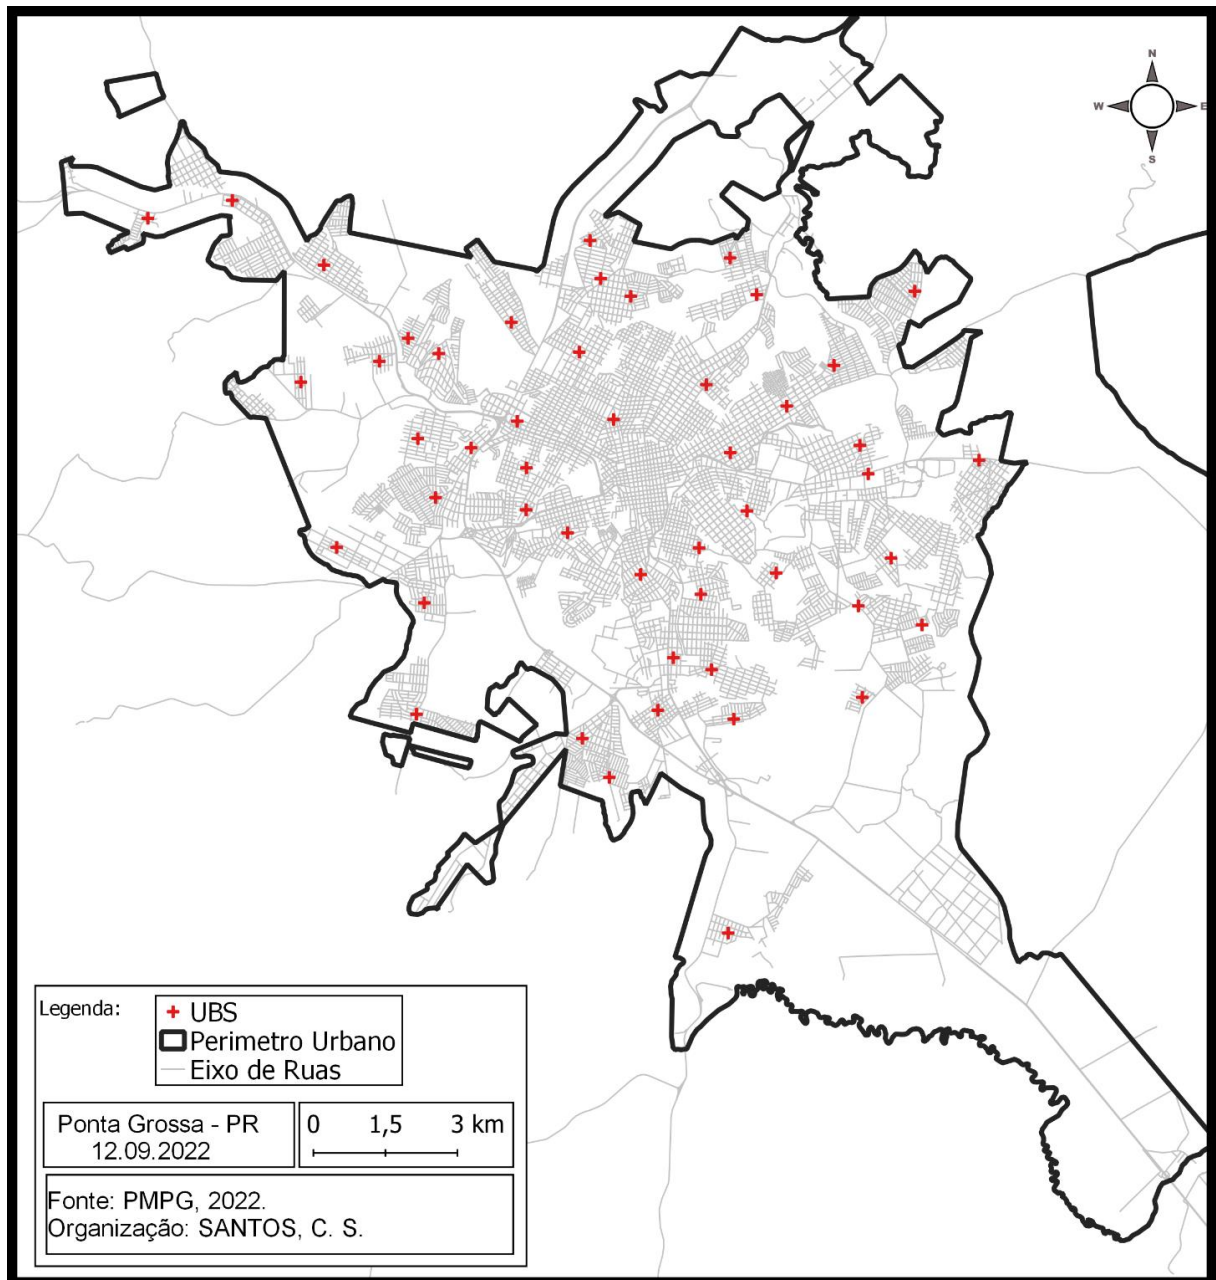 N
W E
S
Legenda:
UBS
Perimetro Urbano
Eixo de Ruas
Ponta Grossa - PR
12.09.2022
0 1,5 3 km
Fonte: PMPG, 2022.
Organização: SANTOS, C. S.